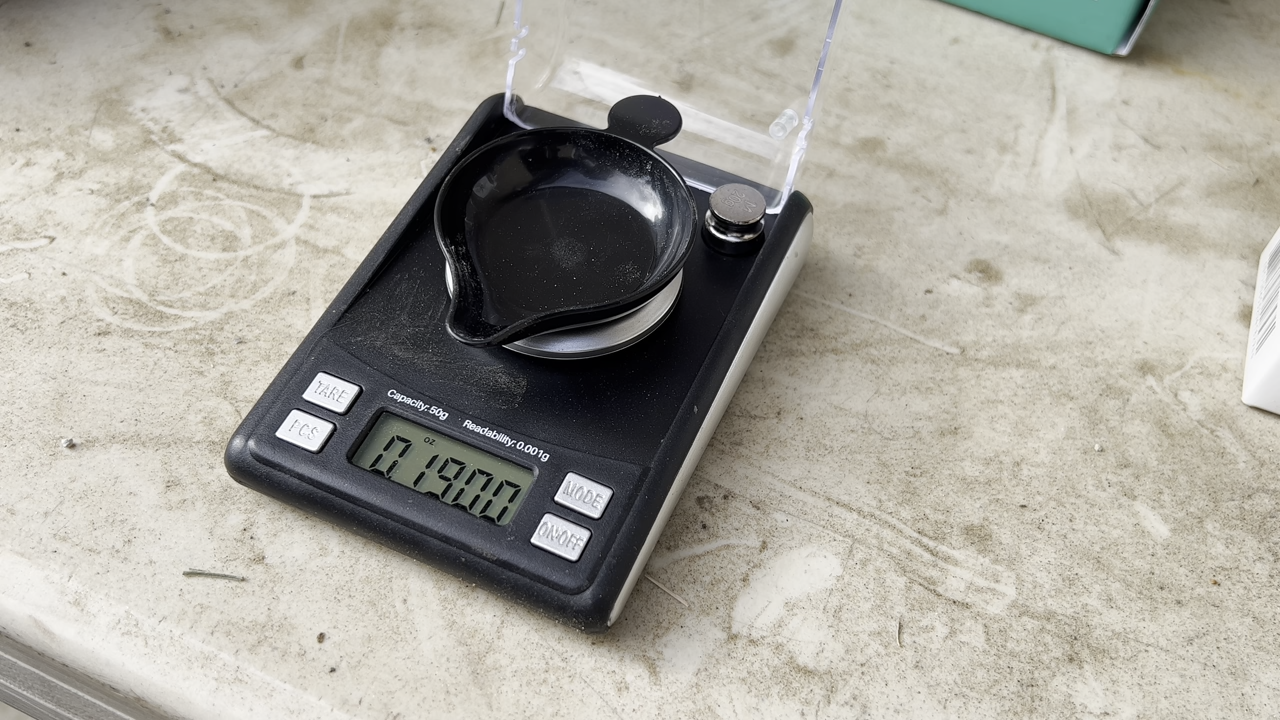 TARE
PCS
Capacity: 50g
Readability: 0.001g
oz
0.1900
MODE
ON/OFF